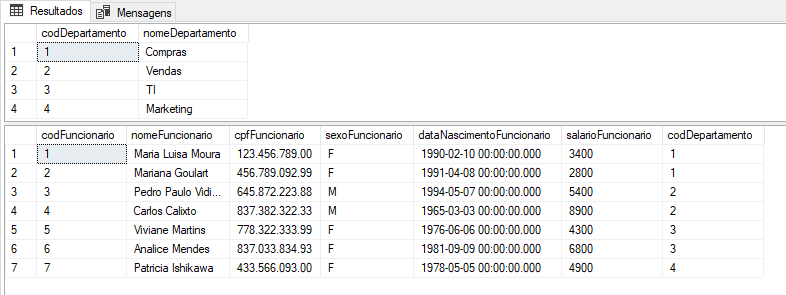 Resultados Mensagens
codDepartamento nomeDepartamento
1 1 Compras
2 2 Vendas
3 3 TI
4 4 Marketing
codFuncionario nomeFuncionario cpfFuncionario sexoFuncionario dataNascimentoFuncionario salarioFuncionario codDepartamento
1 1 Maria Luisa Moura 123.456.789.00 F 1990-02-10 00:00:00.000 3400 1
2 2 Mariana Goulart 456.789.092.99 F 1991-04-08 00:00:00.000 2800 1
3 3 Pedro Paulo Vidi... 645.872.223.88 M 1994-05-07 00:00:00.000 5400 2
4 4 Carlos Calixto 837.382.322.33 M 1965-03-03 00:00:00.000 8900 2
5 5 Viviane Martins 778.322.333.99 F 1976-06-06 00:00:00.000 4300 3
6 6 Analice Mendes 837.033.834.93 F 1981-09-09 00:00:00.000 6800 3
7 7 Patricia Ishikawa 433.566.093.00 F 1978-05-05 00:00:00.000 4900 4